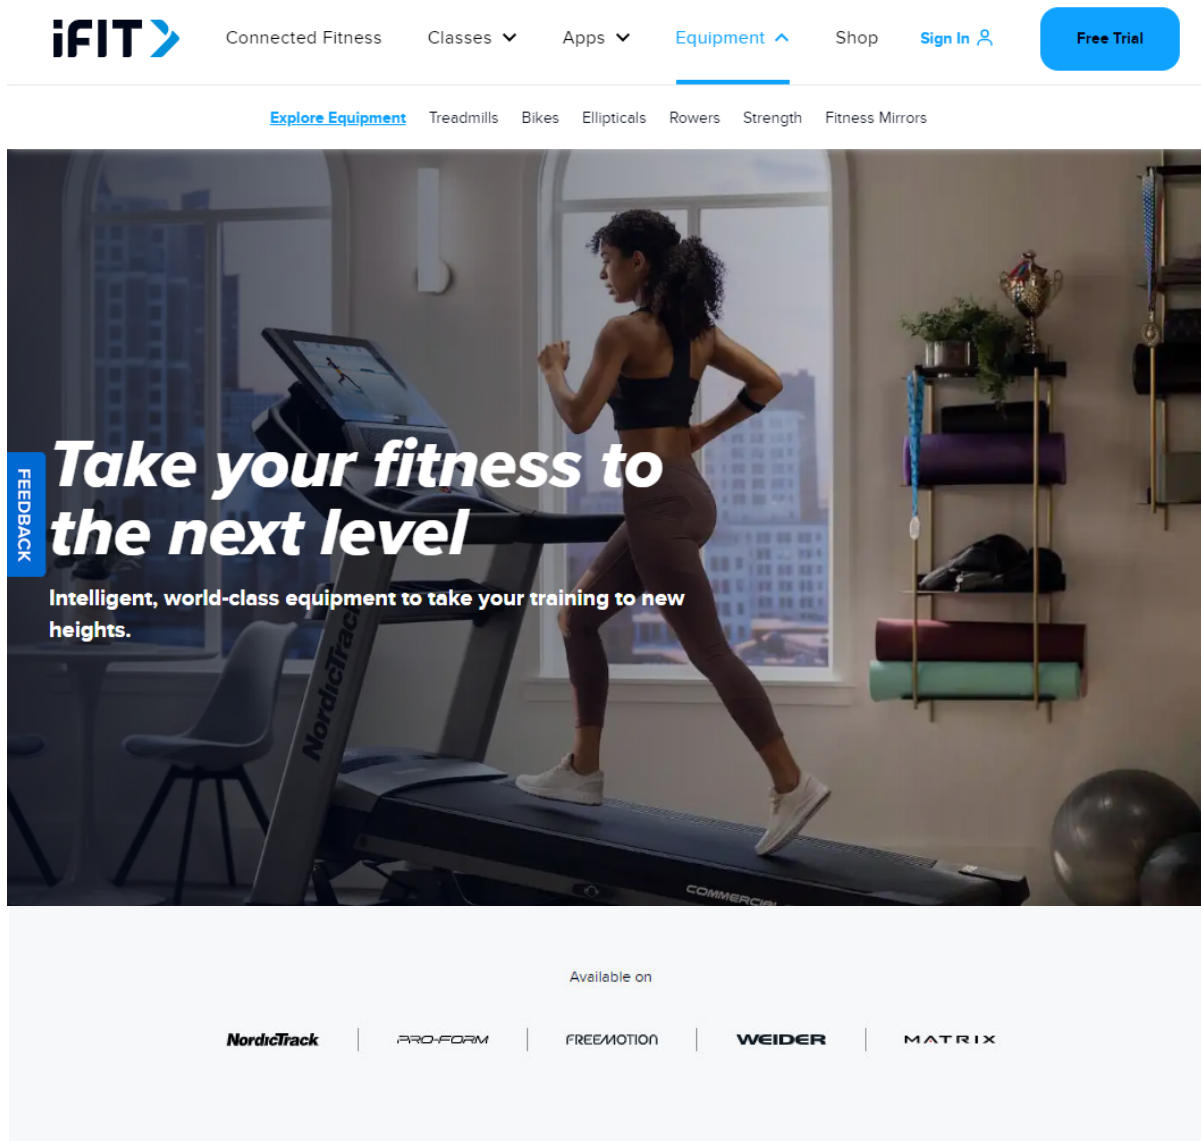 iFIT
Connected Fitness
Classes
Apps
Equipment
Shop
Sign In
Free Trial
Explore Equipment
Treadmills
Bikes
Ellipticals
Rowers
Strength
Fitness Mirrors
FEEDBACK
Take your fitness to
the next level
Intelligent, world-class equipment to take your training to new
heights.
NordicTrack
COMMERCIAL
Available on
NordicTrack
PRO-FORM
FREEMOTION
WEIDER
MATRIX